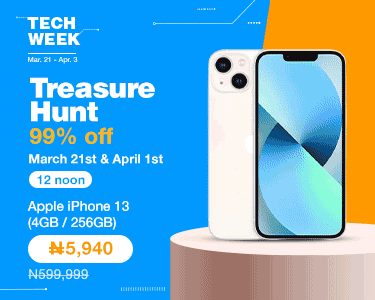 TECH
WEEK
Mar. 21 - Apr. 3
Treasure
Hunt
99% off
March 21st & April 1st
12 noon
Apple iPhone 13
(4GB / 256GB)
₦5,940
₦599,999